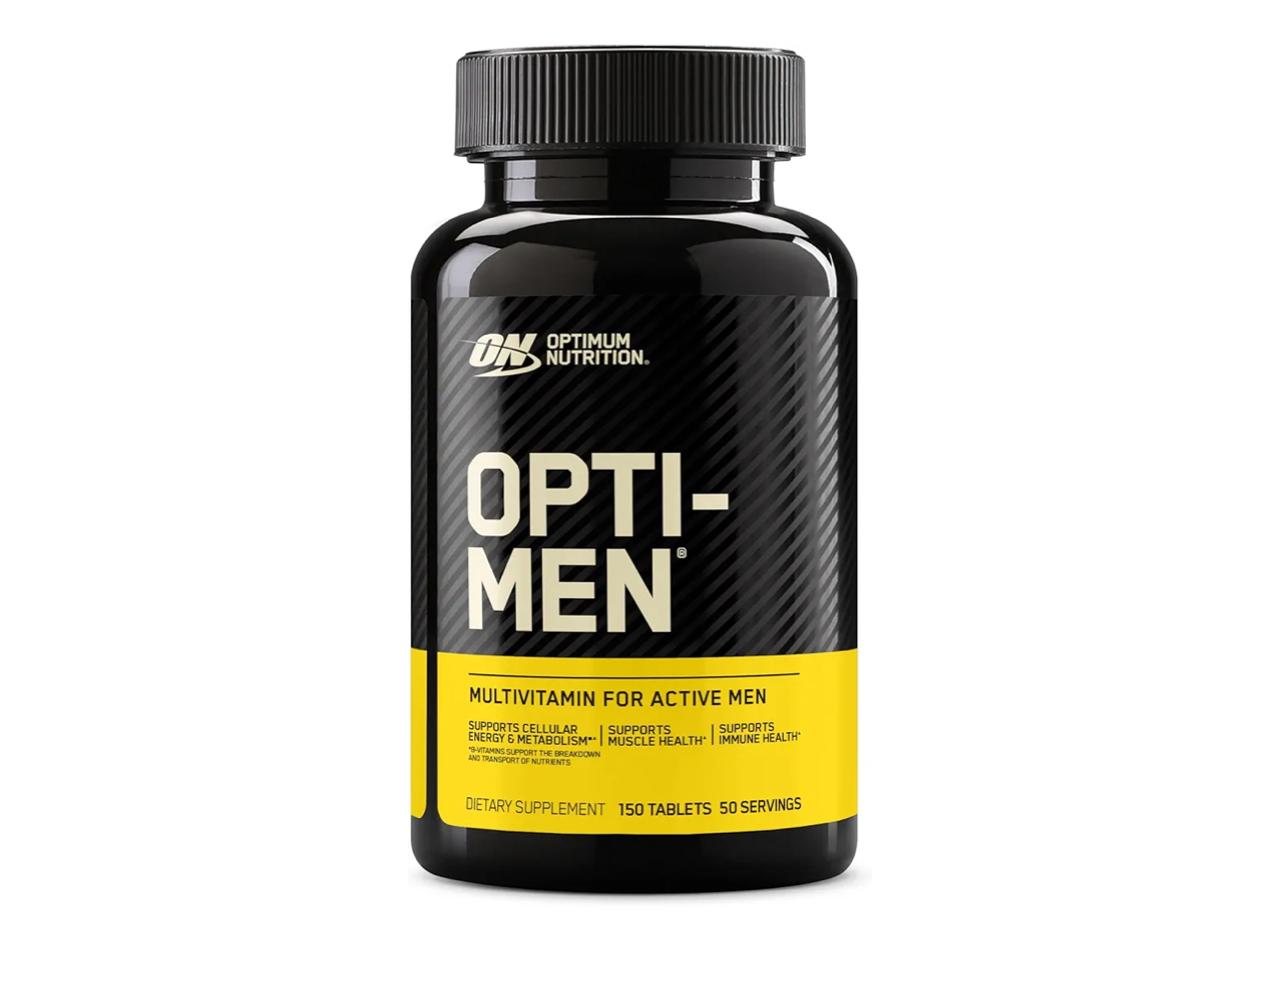 ON OPTIMUM
NUTRITION®
OPTI-
MEN®
MULTIVITAMIN FOR ACTIVE MEN
SUPPORTS CELLULAR
ENERGY & METABOLISM
SUPPORTS
MUSCLE HEALTH*
SUPPORTS
IMMUNE HEALTH*
B-VITAMINS SUPPORT THE BREAKDOWN
AND TRANSPORT OF NUTRIENTS
DIETARY SUPPLEMENT 150 TABLETS 50 SERVINGS